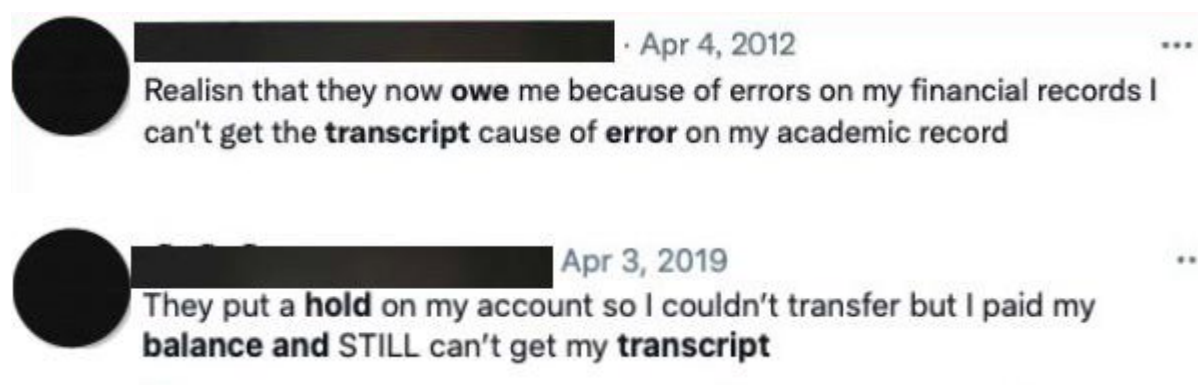 · Apr 4, 2012
Realisn that they now owe me because of errors on my financial records I
can't get the transcript cause of error on my academic record
Apr 3, 2019
They put a hold on my account so I couldn't transfer but I paid my
balance and STILL can't get my transcript